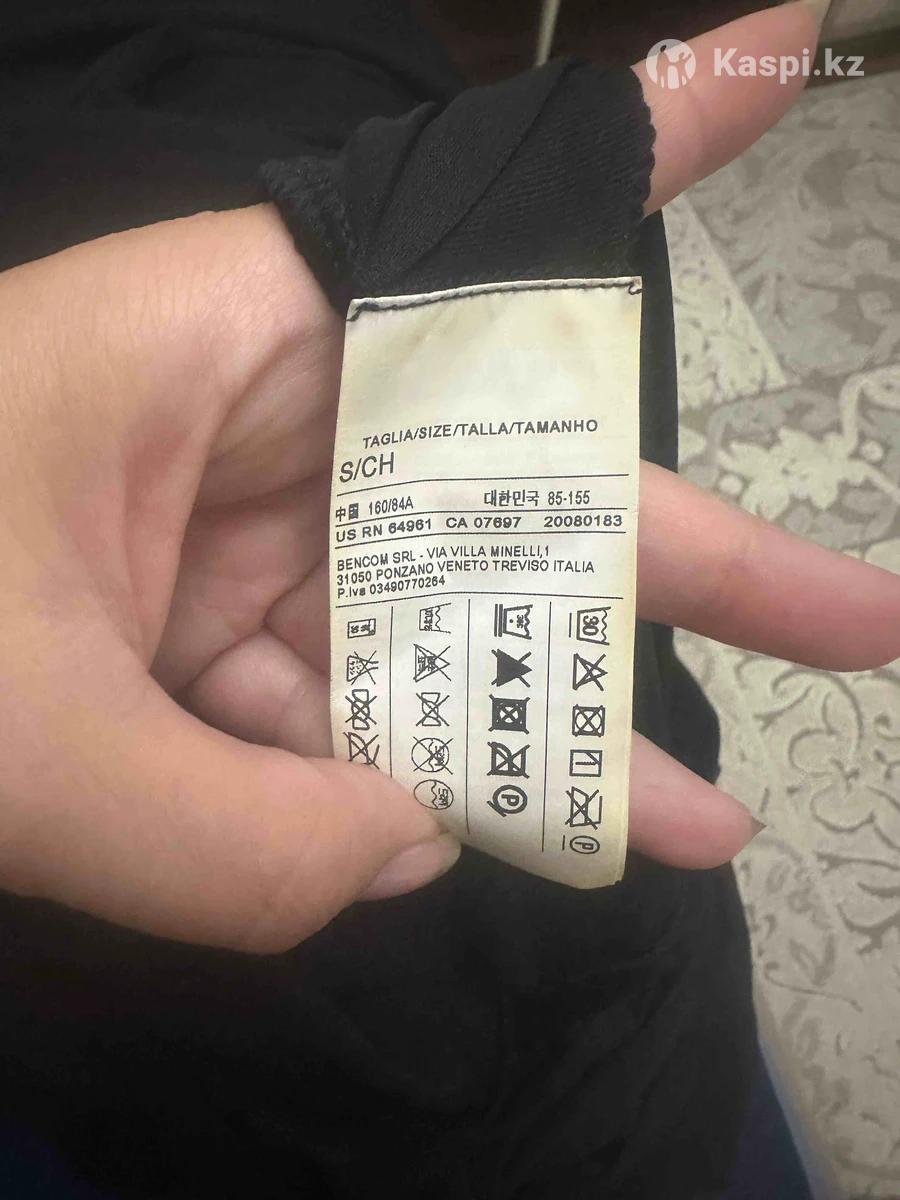 Kaspi.kz
TAGLIA/SIZE/TALLA/TAMANHO
S/CH
中国 160/84A 대한민국 85-155
US RN 64961 CA 07697 20080183
BENCOM SRL - VIA VILLA MINELLI,1
31050 PONZANO VENETO TREVISO ITALIA
P.Iva 03490770264
30
P
P